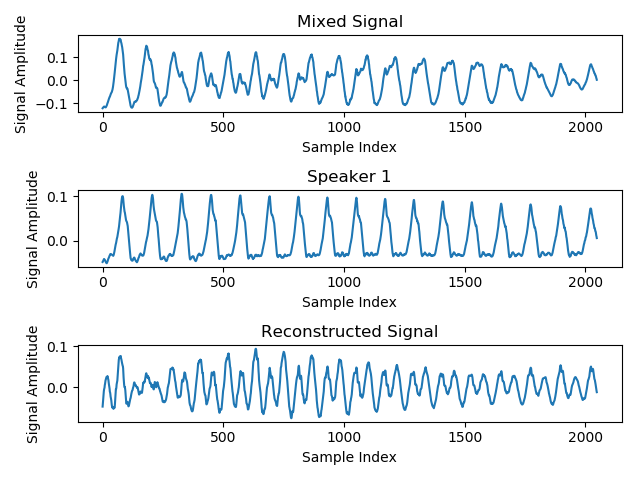 Mixed Signal
Signal Amplitude
0.1
0.0
−0.1
0 500 1000 1500 2000
Sample Index
Speaker 1
Signal Amplitude
0.1
0.0
0 500 1000 1500 2000
Sample Index
Reconstructed Signal
Signal Amplitude
0.1
0.0
0 500 1000 1500 2000
Sample Index